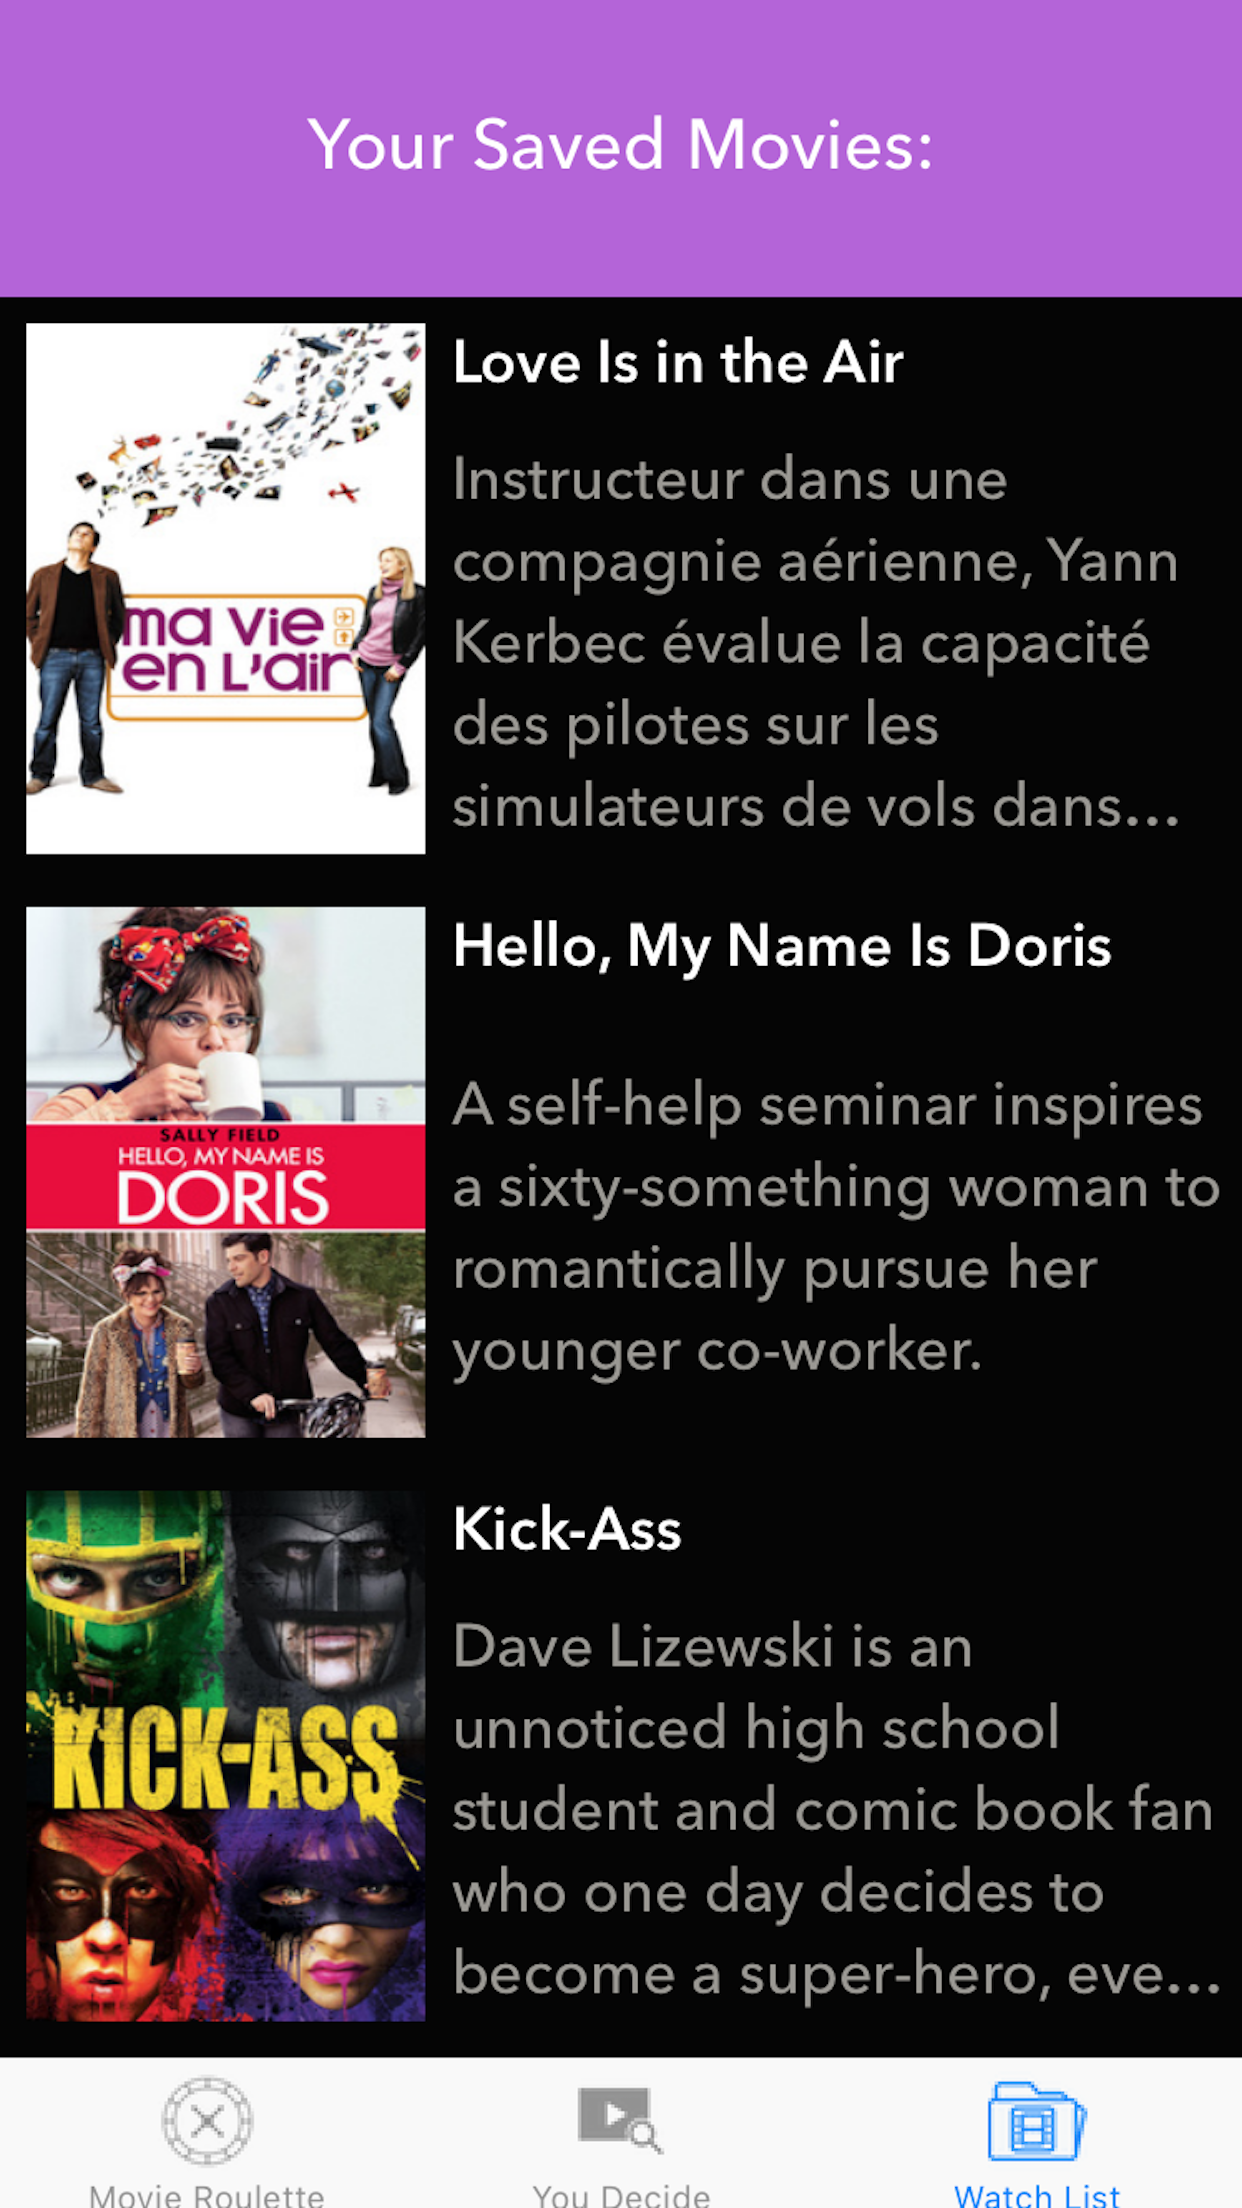 Your Saved Movies:
Love Is in the Air
Instructeur dans une
compagnie aérienne, Yann
Kerbec évalue la capacité
des pilotes sur les
simulateurs de vols dans...
ma vie
en L'air
Hello, My Name Is Doris
A self-help seminar inspires
a sixty-something woman to
romantically pursue her
younger co-worker.
SALLY FIELD
HELLO, MY NAME IS
DORIS
Kick-Ass
Dave Lizewski is an
unnoticed high school
student and comic book fan
who one day decides to
become a super-hero, eve...
KICK-ASS
Movie Roulette
You Decide
Watch List